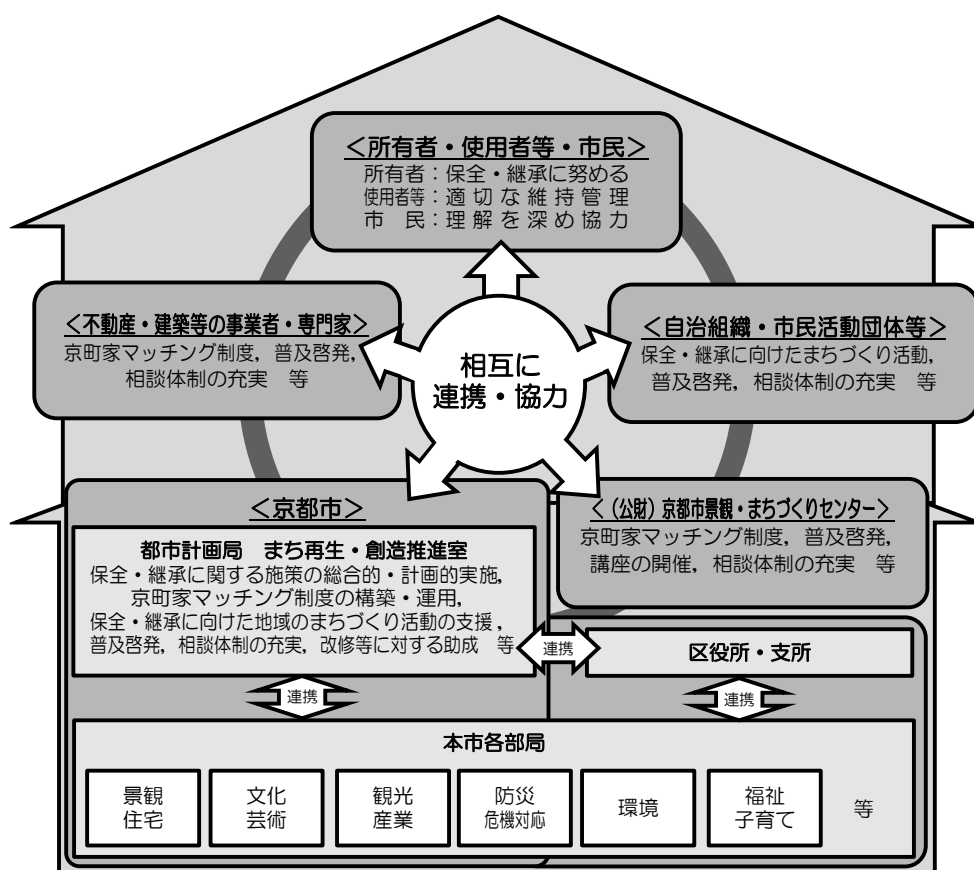 ＜所有者・使用者等・市民＞
所有者：保全・継承に努める
使用者等：適切な維持管理
市　民：理解を深め協力
＜不動産・建築等の事業者・専門家＞
京町家マッチング制度，普及啓発，
相談体制の充実　等
相互に
連携・協力
＜自治組織・市民活動団体等＞
保全・継承に向けたまちづくり活動，
普及啓発，相談体制の充実　等
＜京都市＞
都市計画局　まち再生・創造推進室
保全・継承に関する施策の総合的・計画的実施，
京町家マッチング制度の構築・運用，
保全・継承に向けた地域のまちづくり活動の支援，
普及啓発，相談体制の充実，改修等に対する助成　等
＜（公財）京都市景観・まちづくりセンター＞
京町家マッチング制度，普及啓発，
講座の開催，相談体制の充実　等
連携
区役所・支所
連携
連携
本市各部局
景観
住宅
文化
芸術
観光
産業
防災
危機対応
環境
福祉
子育て
等